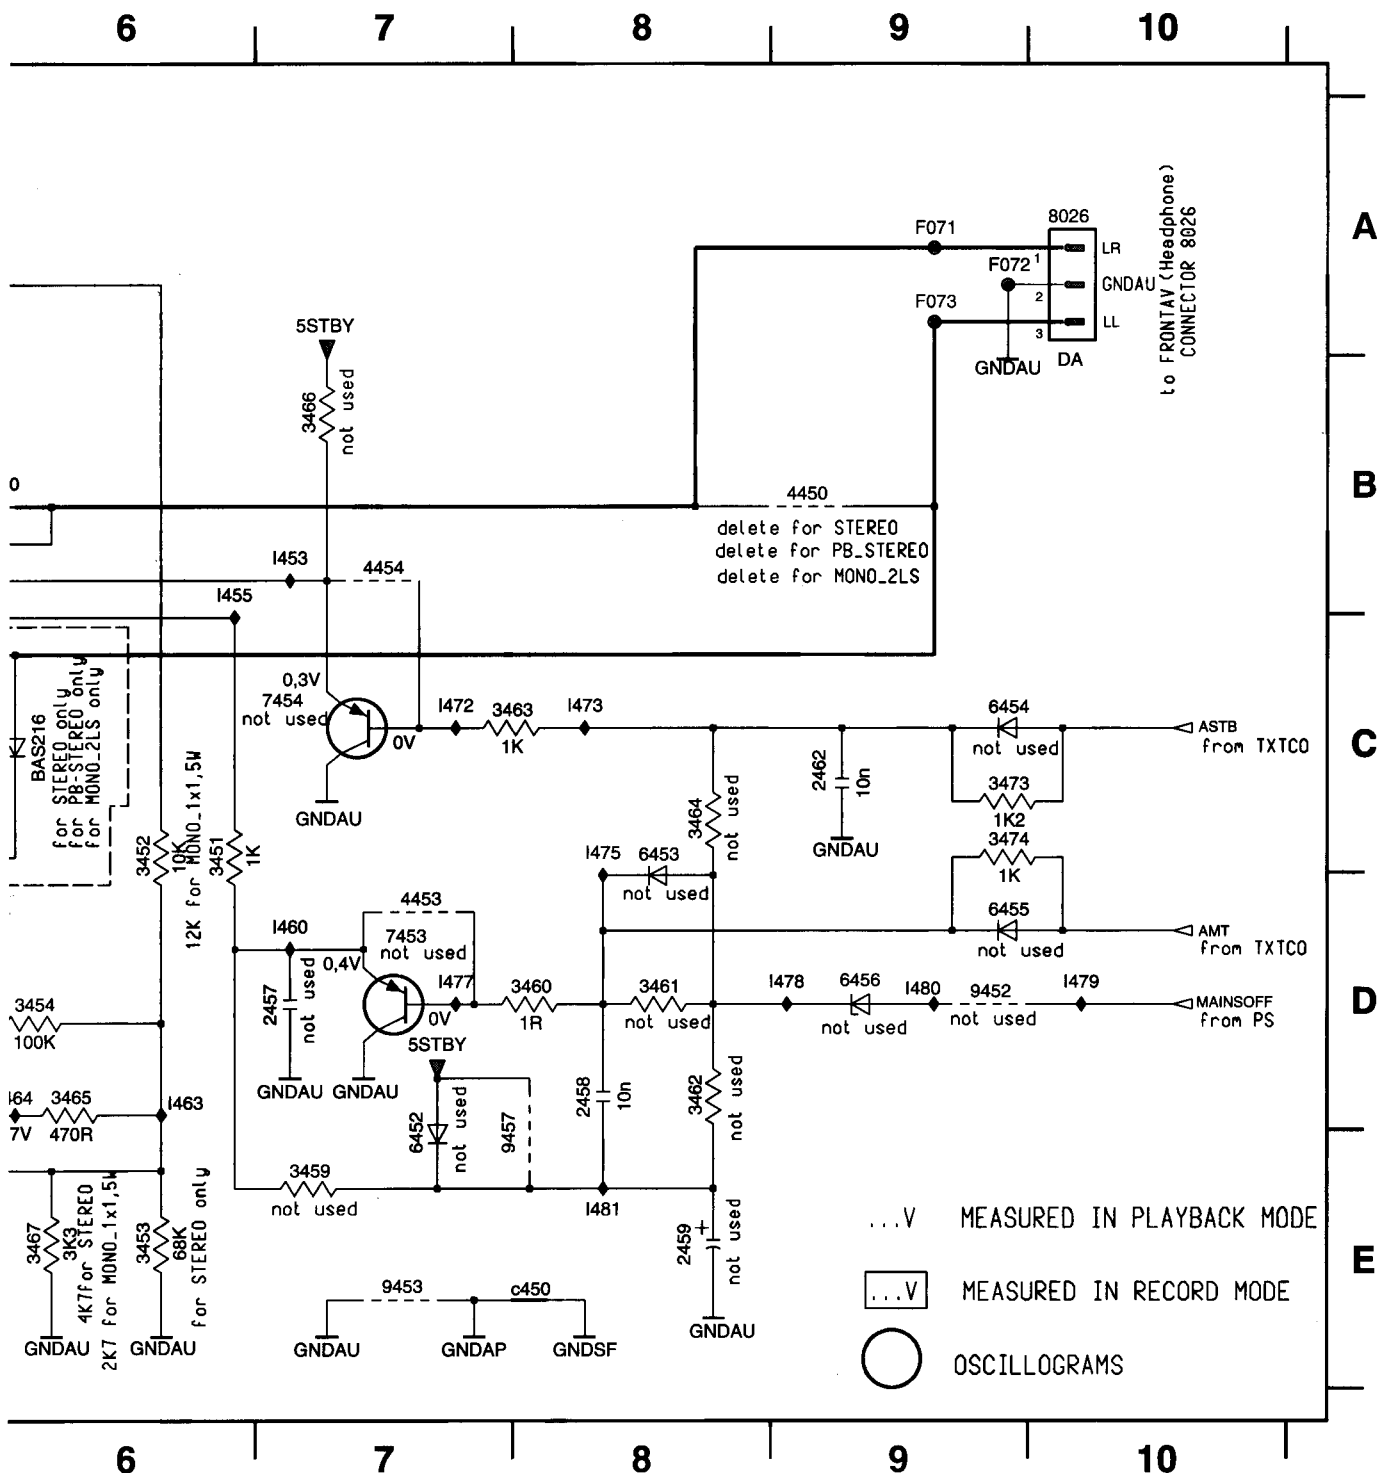 6 7 8 9 10
A
8026
F071
LR
F072 1
GNDAU
2
F073
LL
3
GNDAU DA
to FRONTAV (Headphone)
CONNECTOR 8026
5STBY
3466
not used
B
0
4450
delete for STEREO
delete for PB_STEREO
delete for MONO_2LS
I453
4454
I455
BAS216
for STEREO only
for PB-STEREO only
for MONO_2LS only
0,3V
7454
not used
0V
I472
3463
1K
I473
GNDAU
C
6454
not used
ASTB
from TXTCO
2462
10n
GNDAU
3473
1K2
3474
1K
3464
not used
3452
10K
12K for MONO_1x1,5W
3451
1K
I475
6453
not used
4453
I460
7453
not used
0,4V
6455
not used
AMT
from TXTCO
2457
not used
I477
0V
3460
1R
3461
not used
I478
6456
not used
I480
9452
not used
I479
MAINSOFF
from PS
D
3454
100K
GNDAU GNDAU
5STBY
6452
not used
9457
2458
10n
3462
not used
I464
7V
3465
470R
I463
3459
not used
I481
2459
+
not used
GNDAU
3467
3K3
4K7for STEREO
2K7 for MONO_1x1,5W
3453
68K
for STEREO only
GNDAU GNDAU
9453
c450
GNDAU GNDAP GNDSF
...V MEASURED IN PLAYBACK MODE
E
...V MEASURED IN RECORD MODE
OSCILLOGRAMS
6 7 8 9 10